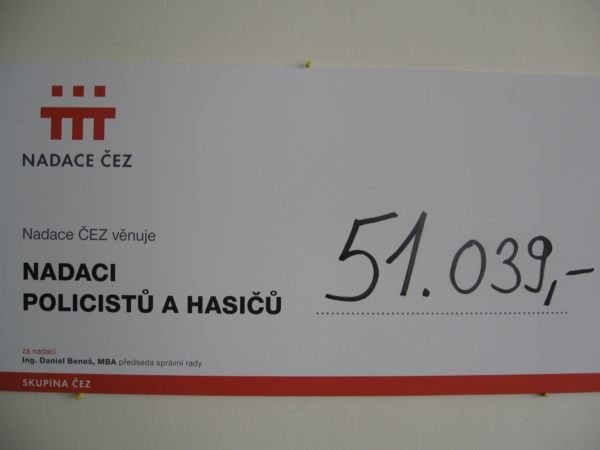 NADACE ČEZ
Nadace ČEZ věnuje
NADACI
POLICISTŮ A HASIČŮ
51.039,-
za nadaci
Ing. Daniel Beneš, MBA předseda správní rady
SKUPINA ČEZ